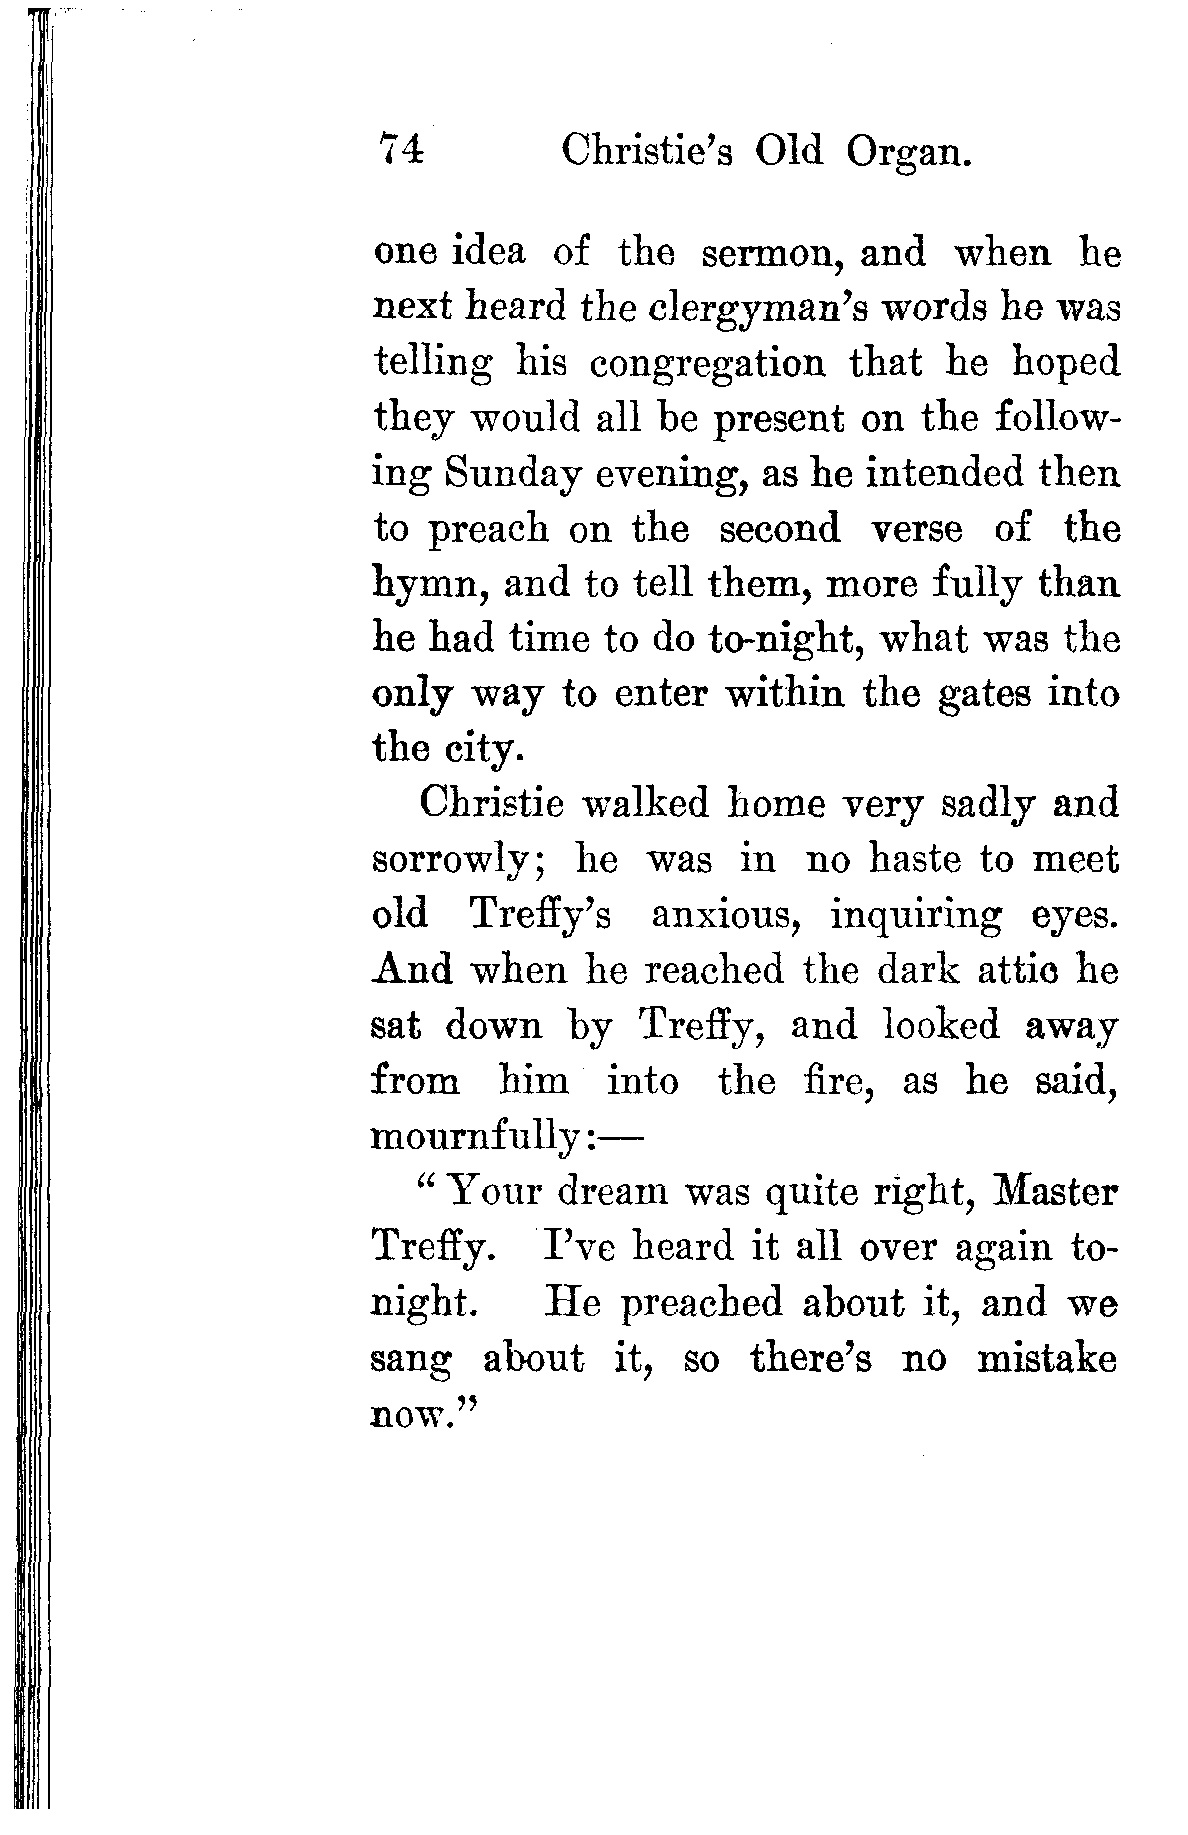 74 Christie's Old Organ.
one idea of the sermon, and when he
next heard the clergyman's words he was
telling his congregation that he hoped
they would all be present on the follow-
ing Sunday evening, as he intended then
to preach on the second verse of the
hymn, and to tell them, more fully than
he had time to do to-night, what was the
only way to enter within the gates into
the city.
Christie walked home very sadly and
sorrowly; he was in no haste to meet
old Treffy's anxious, inquiring eyes.
And when he reached the dark attic he
sat down by Treffy, and looked away
from him into the fire, as he said,
mournfully:—
"Your dream was quite right, Master
Treffy. I've heard it all over again to-
night. He preached about it, and we
sang about it, so there's no mistake
now."